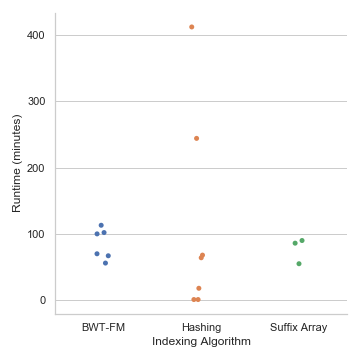 400
300
200
100
0
Runtime (minutes)
BWT-FM Hashing Suffix Array
Indexing Algorithm